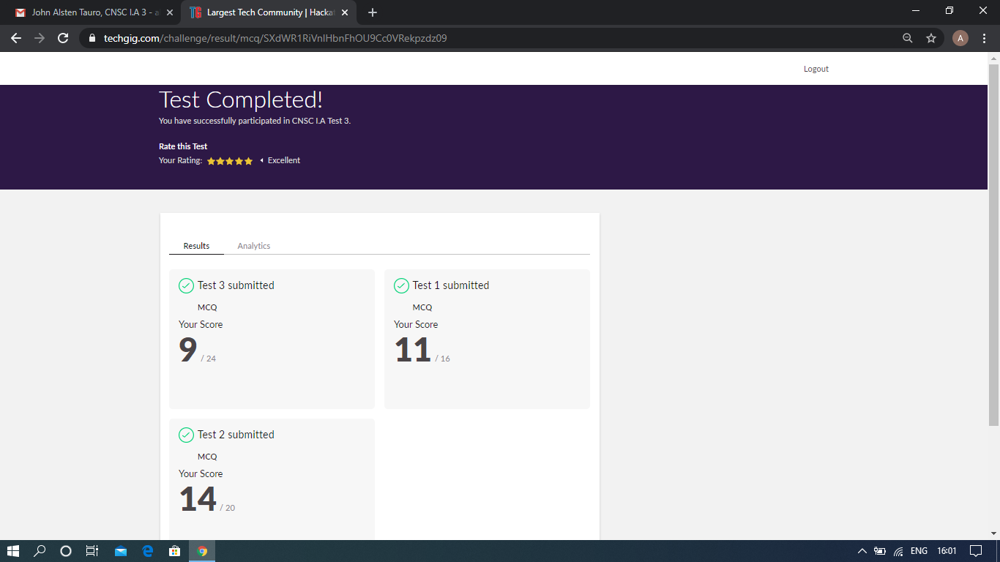 John Alsten Tauro, CNSC I.A 3 - a
Largest Tech Community | Hacka
techgig.com/challenge/result/mcq/SXdWR1RiVnlHbnFhOU9Cc0VRekpzdz09
A
Logout
Test Completed!
You have successfully participated in CNSC I.A Test 3.
Rate this Test
Your Rating: Excellent
Results Analytics
Test 3 submitted
MCQ
Your Score
9 / 24
Test 1 submitted
MCQ
Your Score
11 / 16
Test 2 submitted
MCQ
Your Score
14 / 20
ENG 16:01